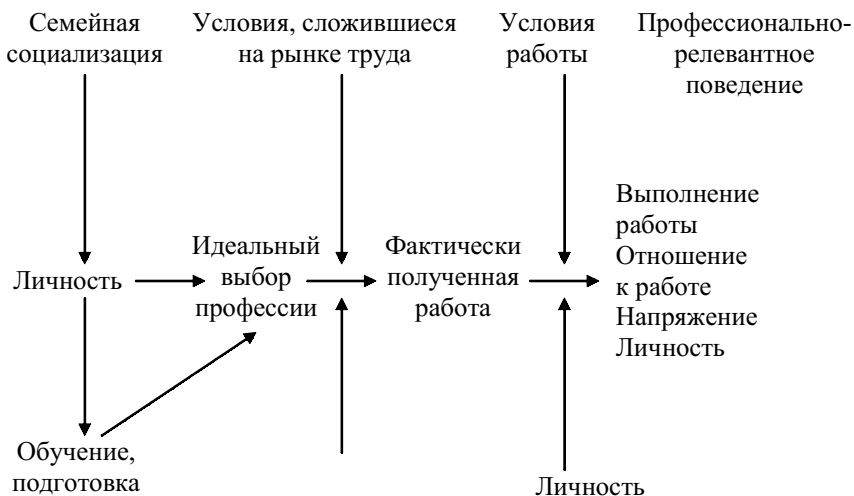 Семейная
социализация
Условия, сложившиеся
на рынке труда
Условия
работы
Профессионально-
релевантное
поведение
Личность
Идеальный
выбор
профессии
Фактически
полученная
работа
Выполнение
работы
Отношение
к работе
Напряжение
Личность
Обучение,
подготовка
Личность